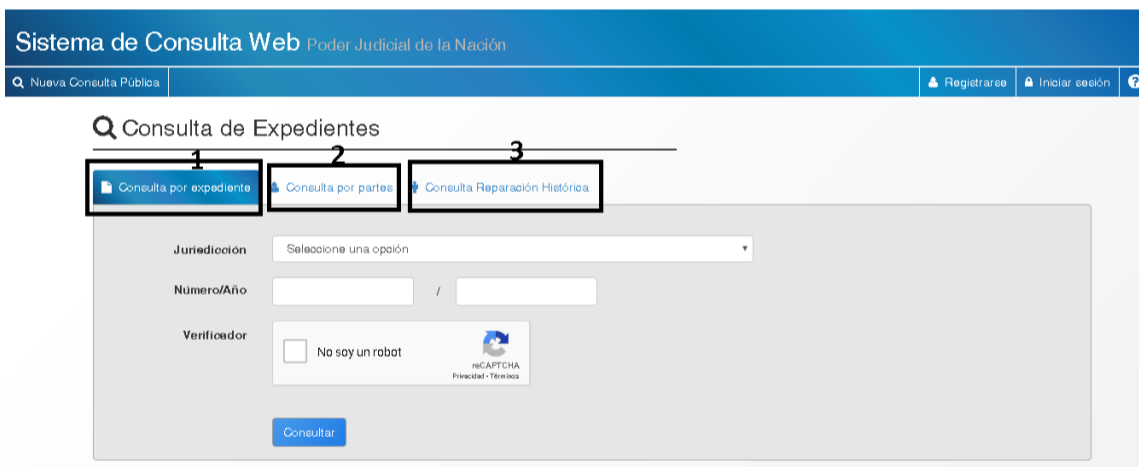 Sistema de Consulta Web Poder Judicial de la Nación
Nueva Consulta Pública Registrarse Iniciar sesión ?
Consulta de Expedientes
1 2 3
Consulta por expediente Consulta por partes Consulta Reparación Histórica
Jurisdicción Seleccione una opción
Número/Año /
Verificador
No soy un robot
reCAPTCHA
Privacidad - Términos
Consultar